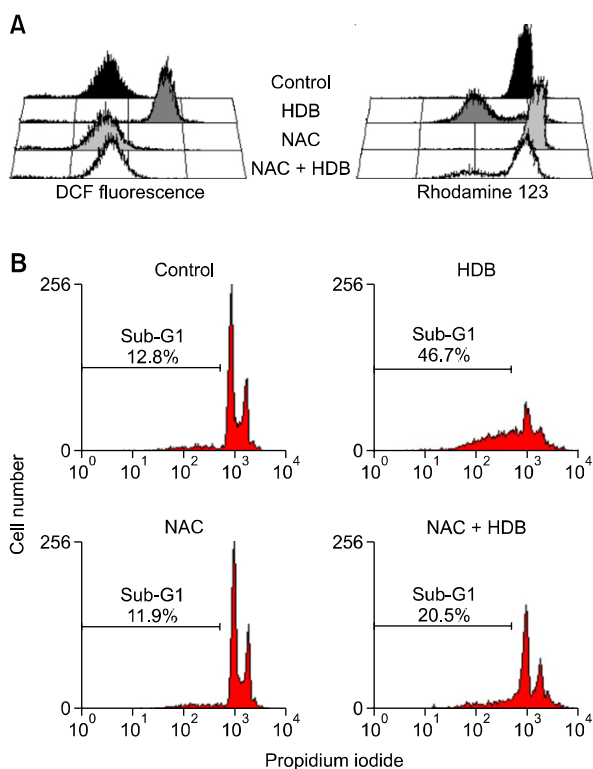 A
Control
HDB
NAC
NAC + HDB
DCF fluorescence
Rhodamine 123
B
Control
256
Sub-G1
12.8%
0
10^0 10^1 10^2 10^3 10^4
HDB
256
Sub-G1
46.7%
0
10^0 10^1 10^2 10^3 10^4
Cell number
NAC
256
Sub-G1
11.9%
0
10^0 10^1 10^2 10^3 10^4
NAC + HDB
256
Sub-G1
20.5%
0
10^0 10^1 10^2 10^3 10^4
Propidium iodide